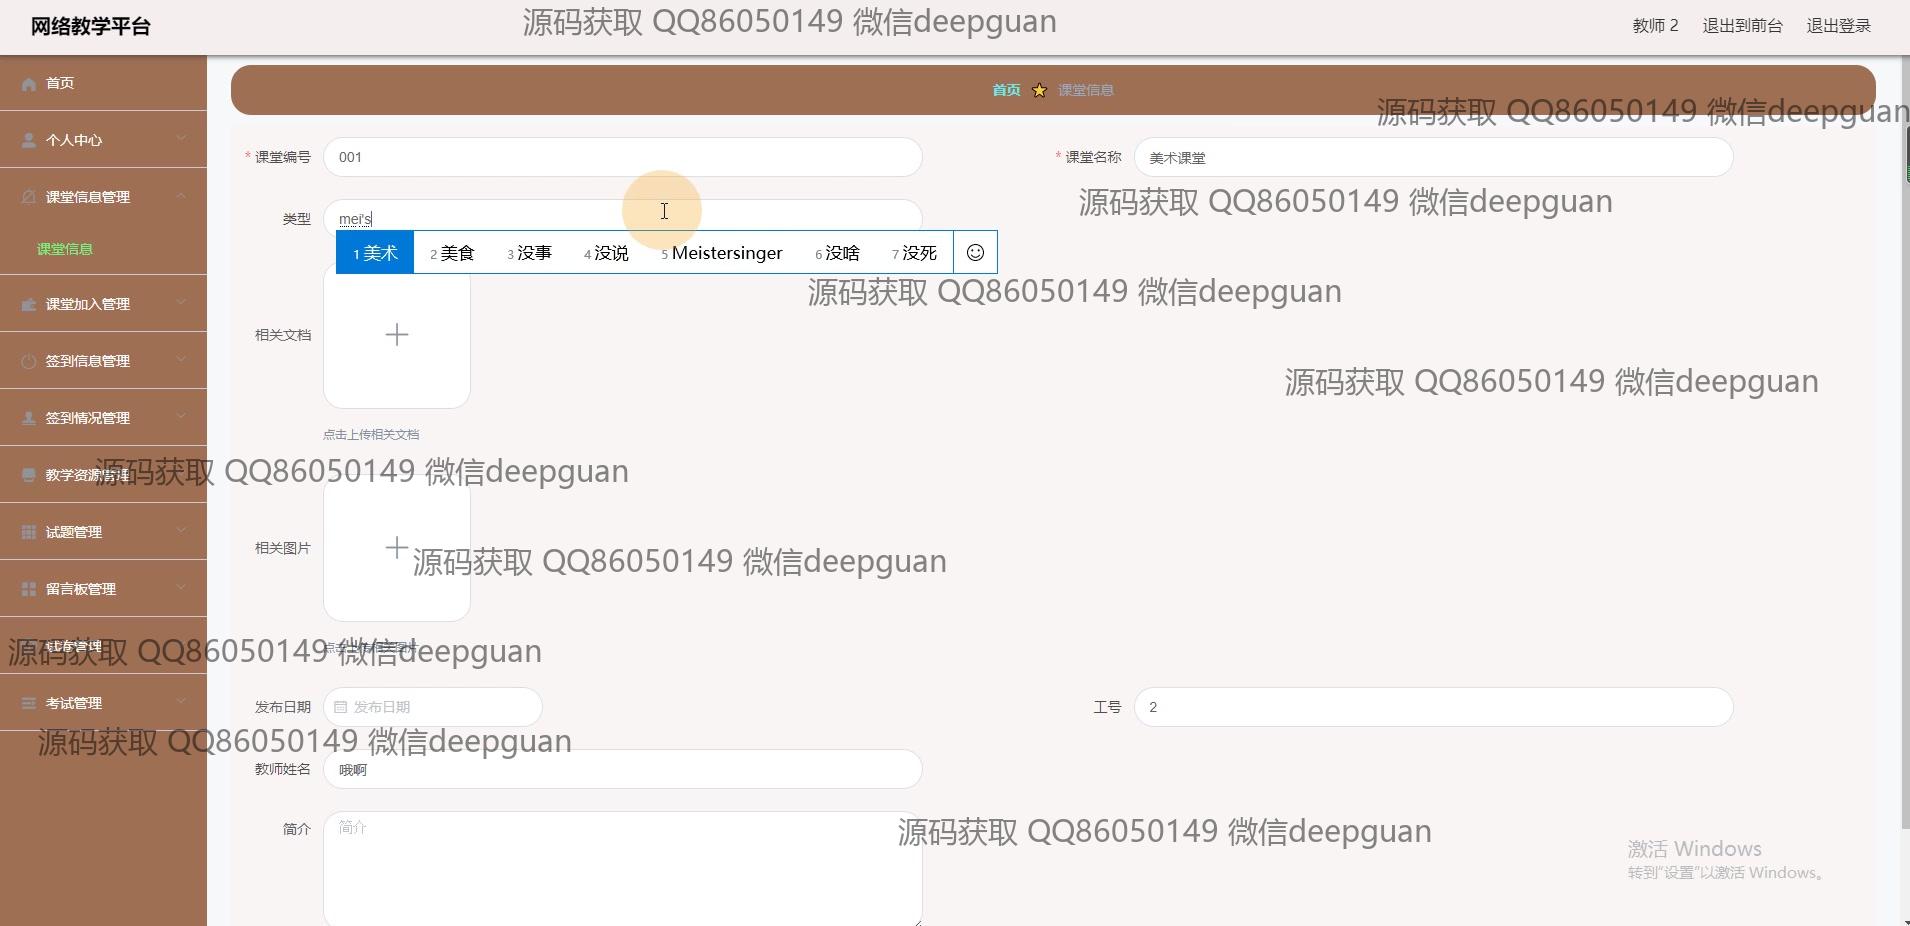 网络教学平台
源码获取 QQ86050149 微信deepguan
教师 2 退出到前台 退出登录
首页
个人中心
课堂信息管理
课堂信息
课堂加入管理
签到信息管理
签到情况管理
教学资源管理
试题管理
留言板管理
试卷管理
考试管理
首页 课堂信息
源码获取 QQ86050149 微信deepguan
* 课堂编号 001
* 课堂名称 美术课堂
源码获取 QQ86050149 微信deepguan
类型 mei's
1 美术 2 美食 3 没事 4 没说 5 Meistersinger 6 没啥 7 没死
源码获取 QQ86050149 微信deepguan
相关文档
源码获取 QQ86050149 微信deepguan
点击上传相关文档
源码获取 QQ86050149 微信deepguan
相关图片
源码获取 QQ86050149 微信deepguan
点击上传相关图片
源码获取 QQ86050149 微信deepguan
发布日期 发布日期
工号 2
源码获取 QQ86050149 微信deepguan
教师姓名 哦啊
简介 简介
源码获取 QQ86050149 微信deepguan
激活 Windows
转到"设置"以激活 Windows。